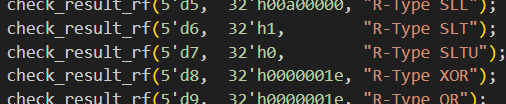 check_result_rf(5'd5,  32'h00a00000, "R-Type SLL");
check_result_rf(5'd6,  32'h1,        "R-Type SLT");
check_result_rf(5'd7,  32'h0,        "R-Type SLTU");
check_result_rf(5'd8,  32'h0000001e, "R-Type XOR");
check_result_rf(5'd9,  32'h0000001e, "R-Type OR");